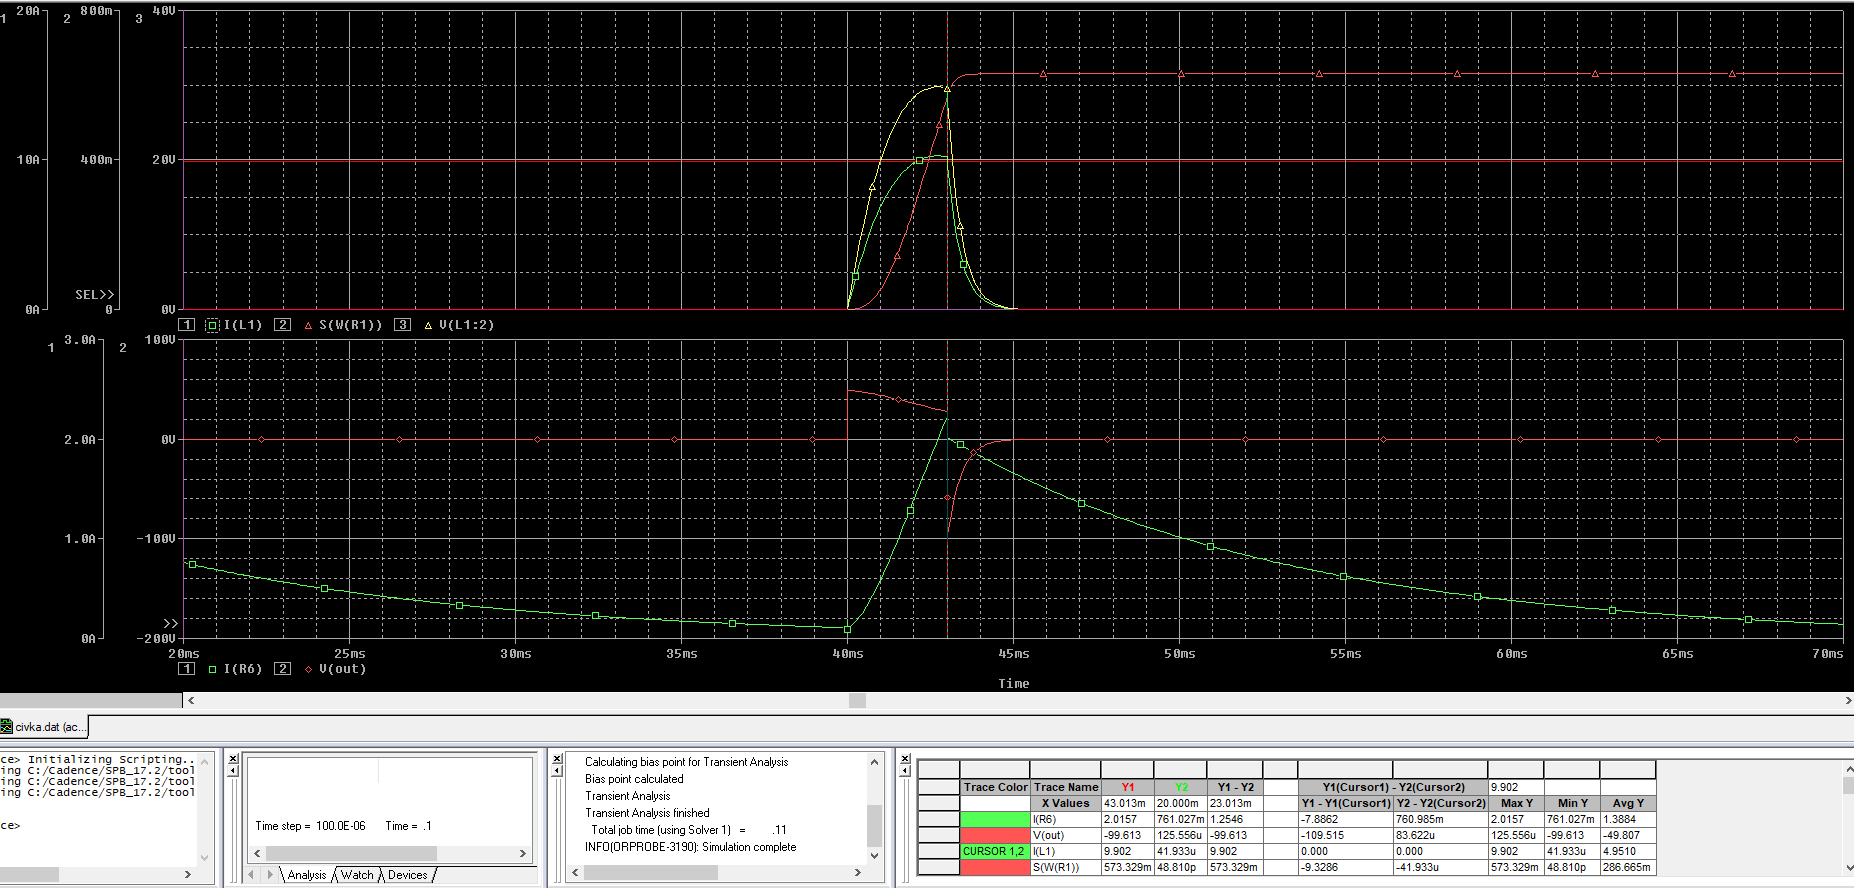 1 20A 2 800m 3 40V
10A 400m 20V
SEL>>
0A 0 0V
1 I(L1) 2 S(W(R1)) 3 V(L1:2)
1 3.0A 2 100V
2.0A 0V
1.0A -100V
>>
0A -200V
20ms 25ms 30ms 35ms 40ms 45ms 50ms 55ms 60ms 65ms 70ms
1 I(R6) 2 V(out)
Time
civka.dat (ac...
ce> Initializing Scripting..
ing C:/Cadence/SPB_17.2/tool
ing C:/Cadence/SPB_17.2/tool
ing C:/Cadence/SPB_17.2/tool
ce>
Time step = 100.0E-06 Time = .1
Analysis Watch Devices
Calculating bias point for Transient Analysis
Bias point calculated
Transient Analysis
Transient Analysis finished
Total job time (using Solver 1) = .11
INFO(ORPROBE-3190): Simulation complete
Trace Color Trace Name Y1 Y2 Y1 - Y2 Y1(Cursor1) - Y2(Cursor2) 9.902
X Values 43.013m 20.000m 23.013m Y1 - Y1(Cursor1) Y2 - Y2(Cursor2) Max Y Min Y Avg Y
I(R6) 2.0157 761.027m 1.2546 -7.8862 760.985m 2.0157 761.027m 1.3884
V(out) -99.613 125.556u -99.613 -109.515 83.622u 125.556u -99.613 -49.807
CURSOR 1,2 I(L1) 9.902 41.933u 9.902 0.000 0.000 9.902 41.933u 4.9510
S(W(R1)) 573.329m 48.810p 573.329m -9.3286 -41.933u 573.329m 48.810p 286.665m